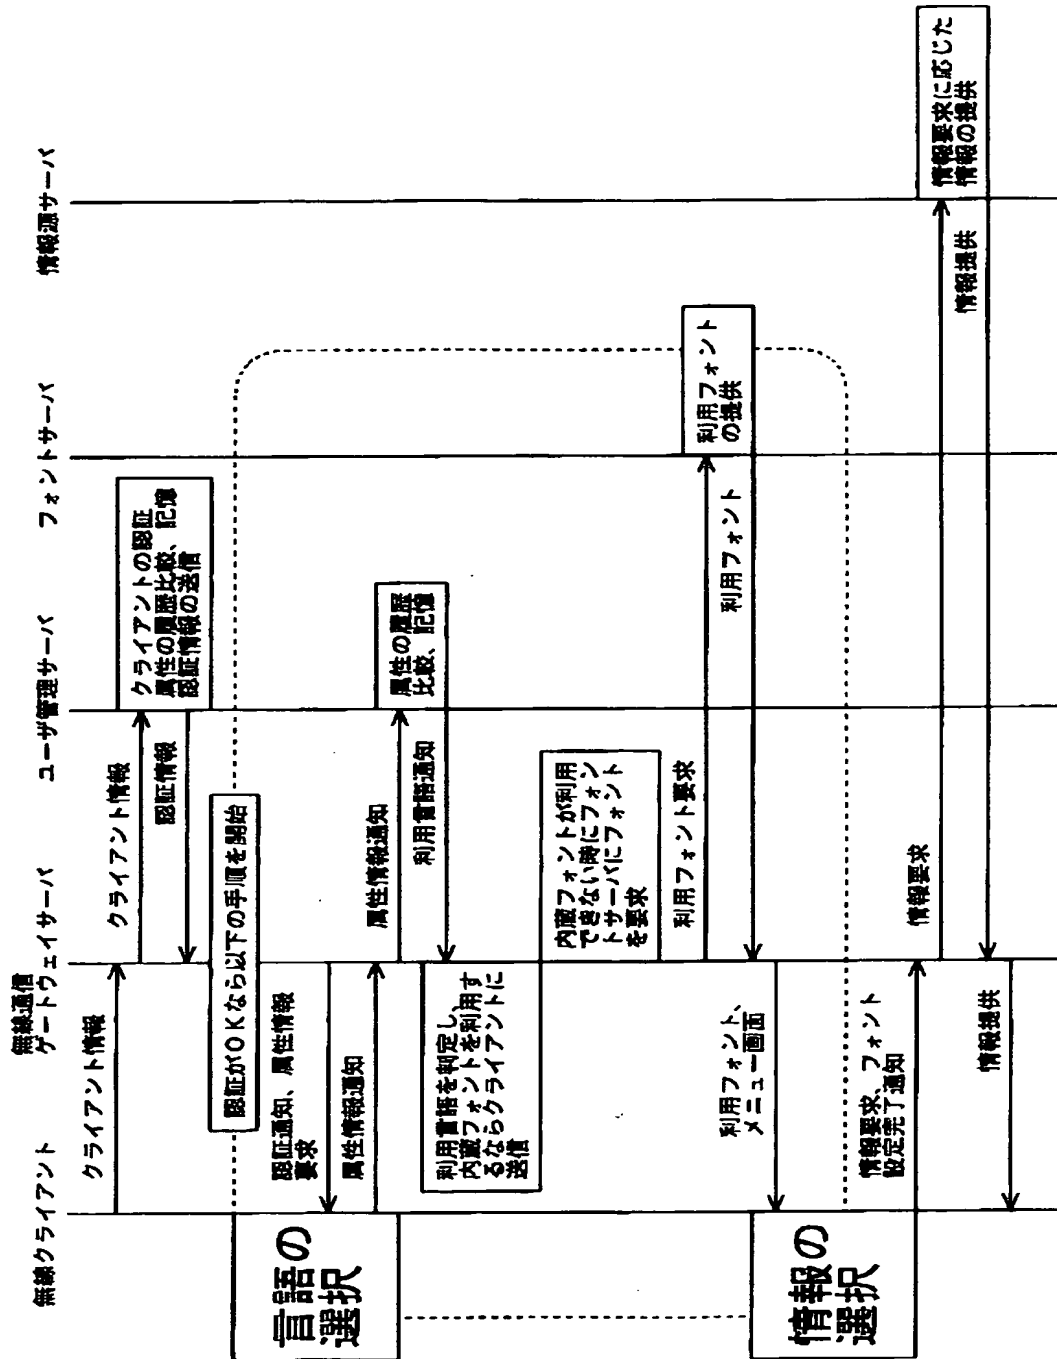 無線クライアント
無線通信
ゲートウェイサーバ
ユーザ管理サーバ
フォントサーバ
情報源サーバ
クライアント情報
クライアント情報
クライアントの認証
属性の履歴比較、記憶
認証情報の送信
認証情報
認証がOKなら以下の手順を開始
言語の
選択
認証通知、属性情報
要求
属性情報通知
属性情報通知
属性の履歴
比較、記憶
利用言語通知
利用言語を判定し、
内蔵フォントを利用す
るならクライアントに
送信
内蔵フォントが利用
できない時にフォン
トサーバにフォント
を要求
利用フォント要求
利用フォント
の提供
利用フォント
利用フォント、
メニュー画面
情報の
選択
情報要求、フォント
設定完了通知
情報要求
情報要求に応じた
情報の提供
情報提供
情報提供